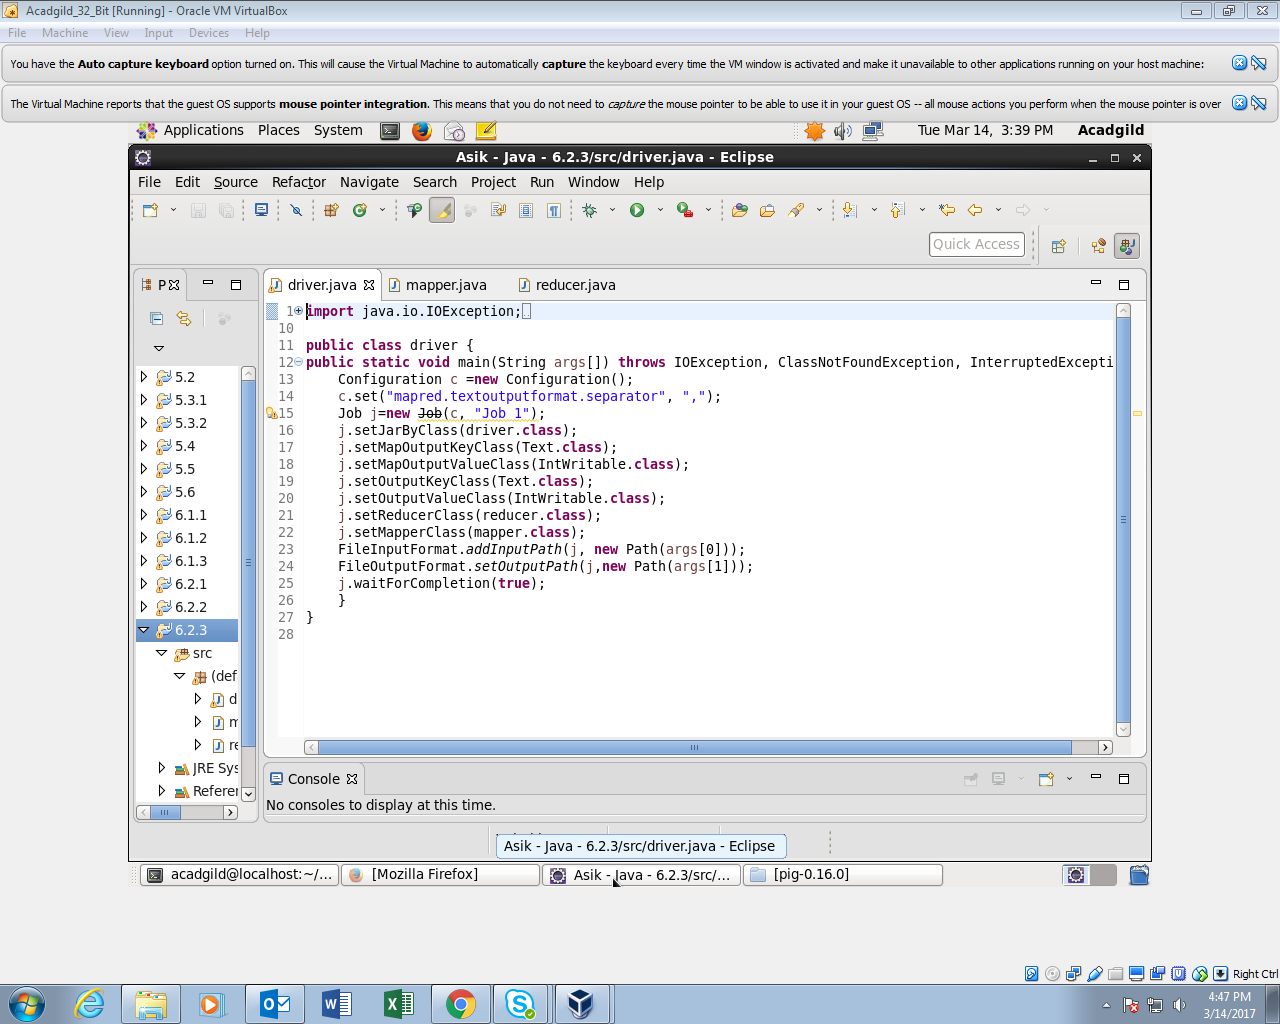 Acadgild_32_Bit [Running] - Oracle VM VirtualBox
File Machine View Input Devices Help
You have the Auto capture keyboard option turned on. This will cause the Virtual Machine to automatically capture the keyboard every time the VM window is activated and make it unavailable to other applications running on your host machine:
The Virtual Machine reports that the guest OS supports mouse pointer integration. This means that you do not need to capture the mouse pointer to be able to use it in your guest OS -- all mouse actions you perform when the mouse pointer is over
Applications Places System Tue Mar 14, 3:39 PM Acadgild
Asik - Java - 6.2.3/src/driver.java - Eclipse
File Edit Source Refactor Navigate Search Project Run Window Help
Quick Access
P
driver.java mapper.java reducer.java
5.2
5.3.1
5.3.2
5.4
5.5
5.6
6.1.1
6.1.2
6.1.3
6.2.1
6.2.2
6.2.3
src
(def
d
m
re
JRE Sys
Referen
1 import java.io.IOException;
10
11 public class driver {
12 public static void main(String args[]) throws IOException, ClassNotFoundException, InterruptedExcepti
13 Configuration c =new Configuration();
14 c.set("mapred.textoutputformat.separator", ",");
15 Job j=new Job(c, "Job 1");
16 j.setJarByClass(driver.class);
17 j.setMapOutputKeyClass(Text.class);
18 j.setMapOutputValueClass(IntWritable.class);
19 j.setOutputKeyClass(Text.class);
20 j.setOutputValueClass(IntWritable.class);
21 j.setReducerClass(reducer.class);
22 j.setMapperClass(mapper.class);
23 FileInputFormat.addInputPath(j, new Path(args[0]));
24 FileOutputFormat.setOutputPath(j,new Path(args[1]));
25 j.waitForCompletion(true);
26 }
27 }
28
Console
No consoles to display at this time.
Asik - Java - 6.2.3/src/driver.java - Eclipse
acadgild@localhost:~/... [Mozilla Firefox] Asik - Java - 6.2.3/src/... [pig-0.16.0]
Right Ctrl
4:47 PM
3/14/2017